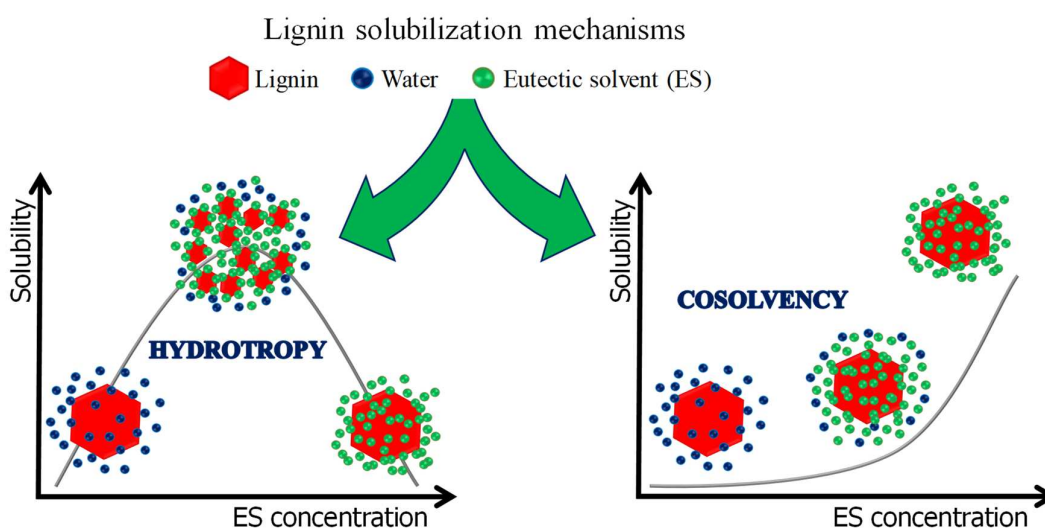 Lignin solubilization mechanisms
Lignin Water Eutectic solvent (ES)
Solubility
HYDROTROPY
ES concentration
Solubility
COSOLVENCY
ES concentration